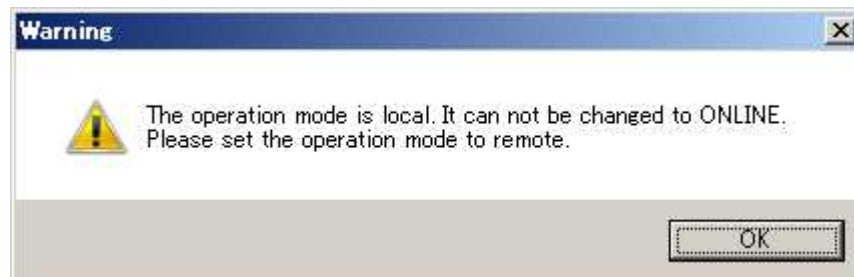 Warning
The operation mode is local. It can not be changed to ONLINE.
Please set the operation mode to remote.
OK